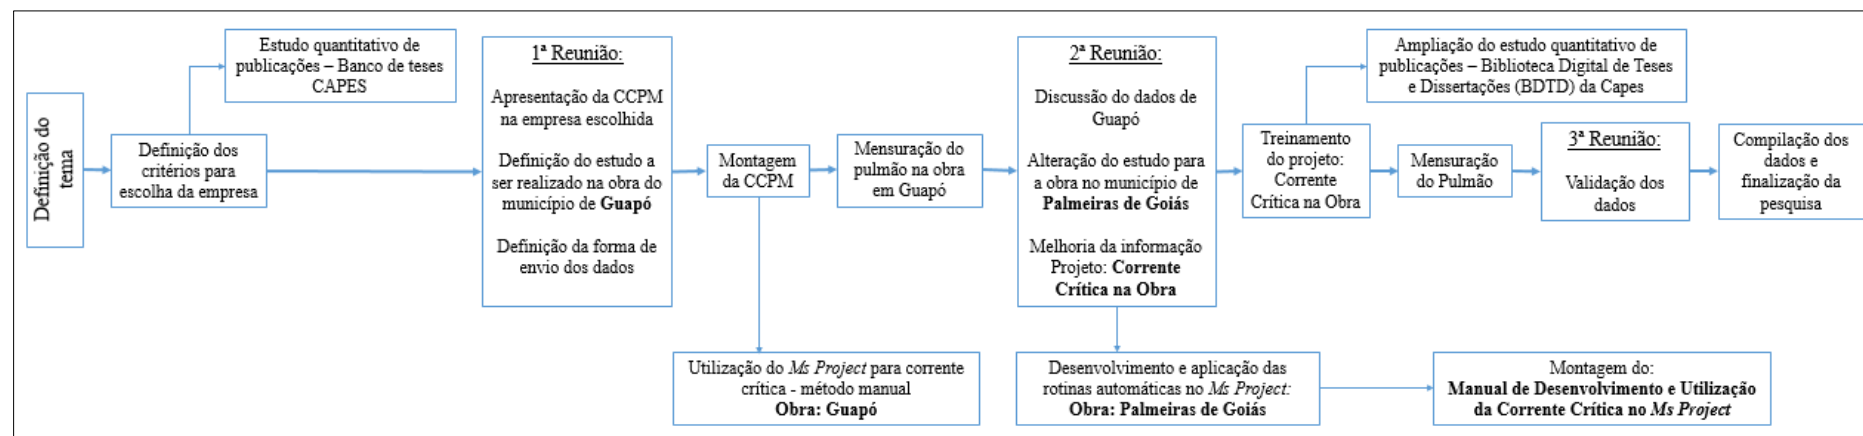 Definição do
tema
Estudo quantitativo de
publicações – Banco de teses
CAPES
Definição dos
critérios para
escolha da empresa
1ª Reunião:
Apresentação da CCPM
na empresa escolhida
Definição do estudo a
ser realizado na obra do
município de Guapó
Definição da forma de
envio dos dados
Montagem
da CCPM
Utilização do Ms Project para corrente
crítica - método manual
Obra: Guapó
Mensuração do
pulmão na obra
em Guapó
2ª Reunião:
Discussão do dados de
Guapó
Alteração do estudo para
a obra no município de
Palmeiras de Goiás
Melhoria da informação
Projeto: Corrente
Crítica na Obra
Desenvolvimento e aplicação das
rotinas automáticas no Ms Project:
Obra: Palmeiras de Goiás
Montagem do:
Manual de Desenvolvimento e Utilização
da Corrente Crítica no Ms Project
Treinamento
do projeto:
Corrente
Crítica na Obra
Ampliação do estudo quantitativo de
publicações – Biblioteca Digital de Teses
e Dissertações (BDTD) da Capes
Mensuração
do Pulmão
3ª Reunião:
Validação dos
dados
Compilação dos
dados e
finalização da
pesquisa